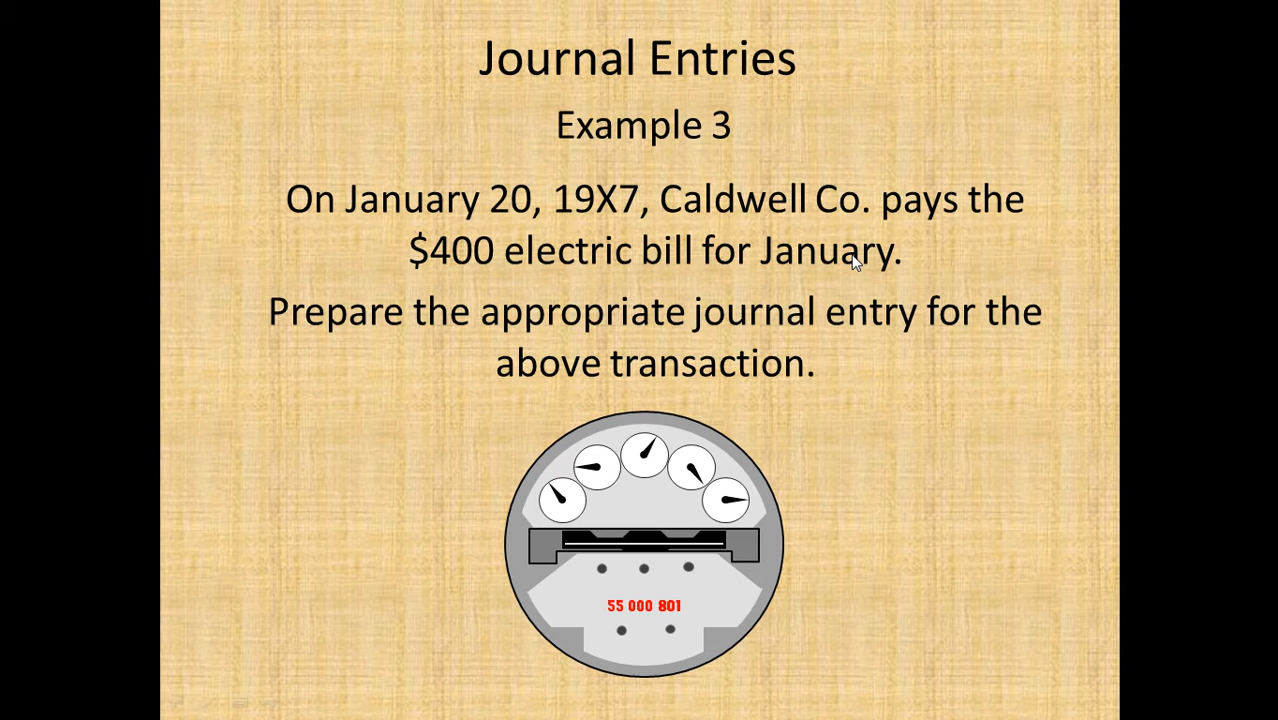 Journal Entries
Example 3
On January 20, 19X7, Caldwell Co. pays the
$400 electric bill for January.
Prepare the appropriate journal entry for the
above transaction.
55 000 801